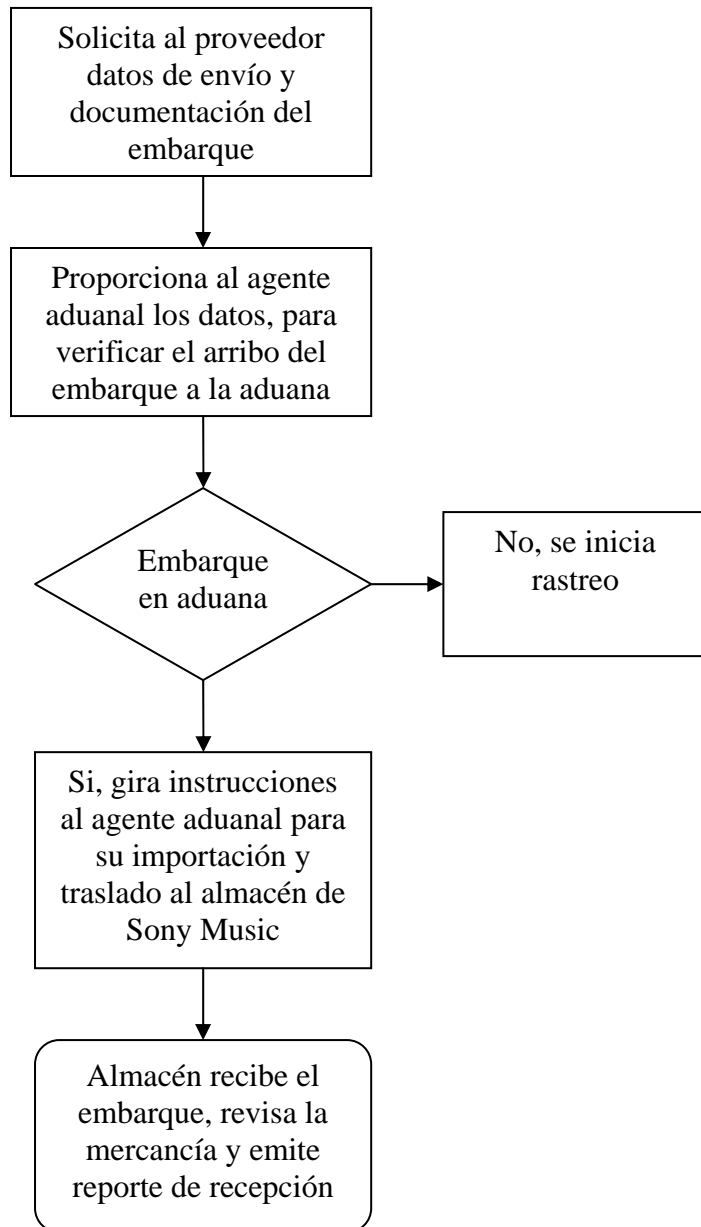 Solicita al proveedor
datos de envío y
documentación del
embarque
Proporciona al agente
aduanal los datos, para
verificar el arribo del
embarque a la aduana
Embarque
en aduana
No, se inicia
rastreo
Si, gira instrucciones
al agente aduanal para
su importación y
traslado al almacén de
Sony Music
Almacén recibe el
embarque, revisa la
mercancía y emite
reporte de recepción